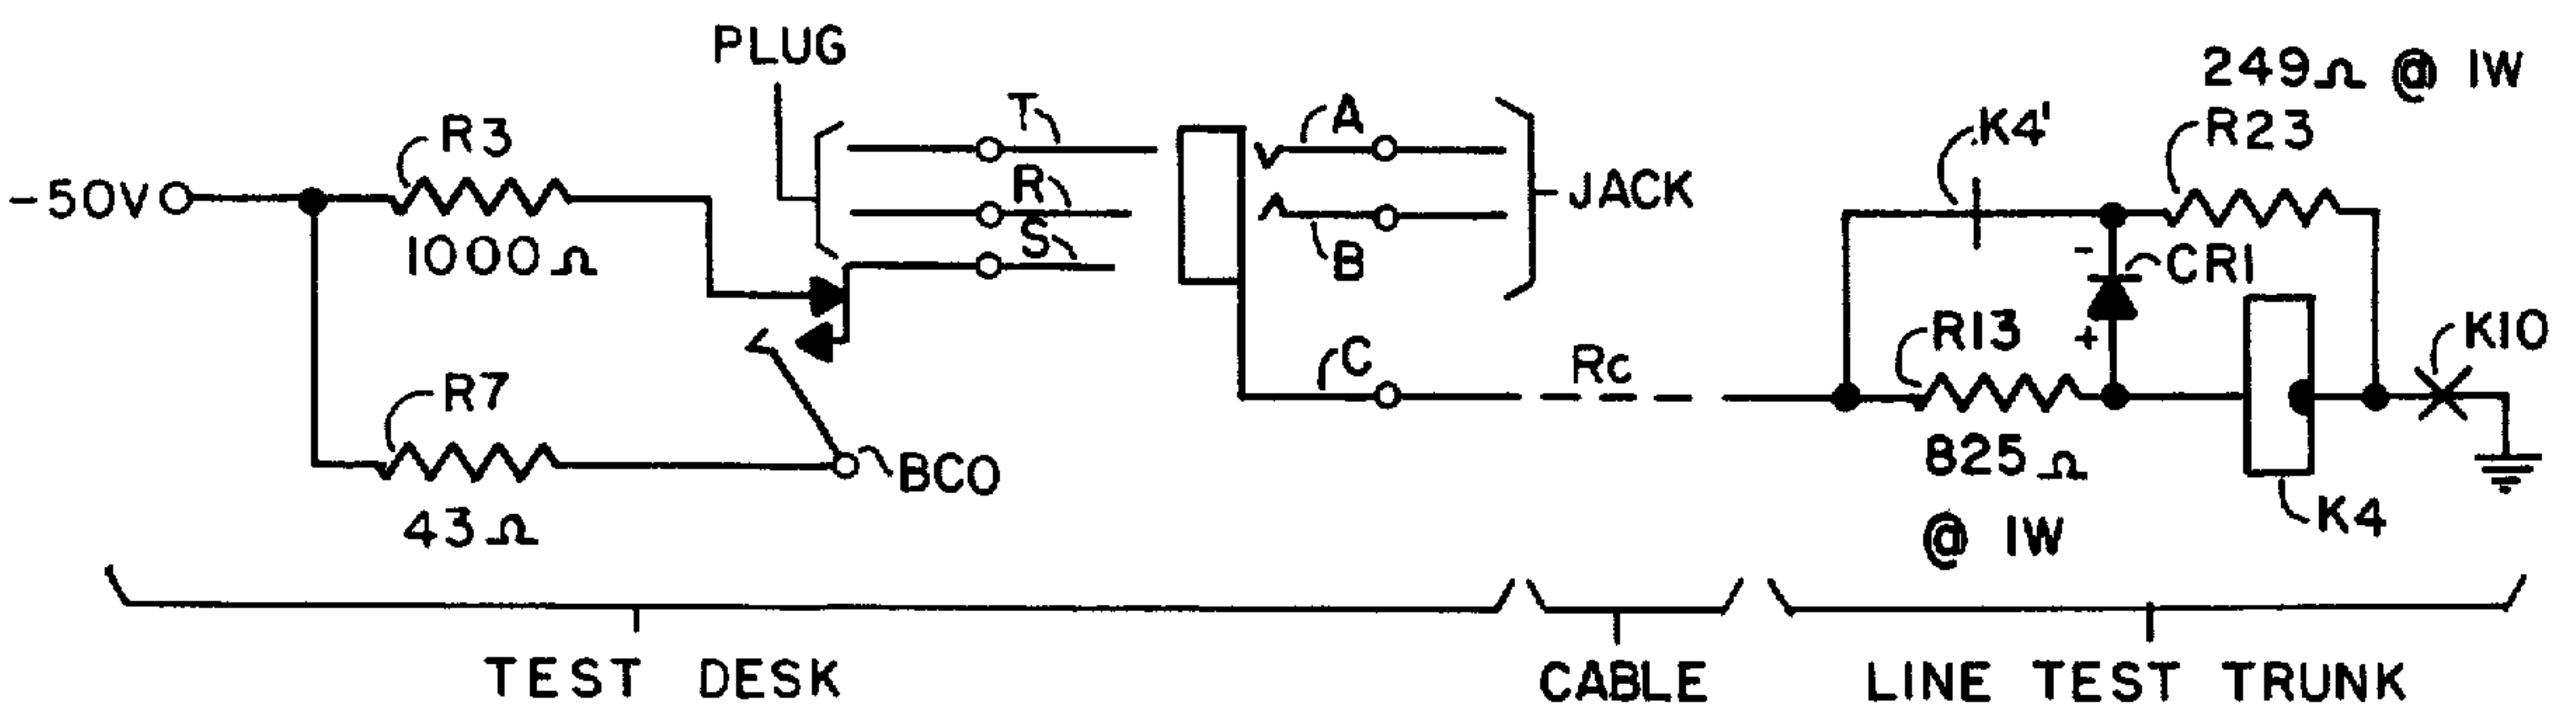 PLUG
249Ω @ 1W
R3
T
A
K4'
R23
-50V
R
JACK
1000Ω
S
B
-
CR1
R13
+
K10
C
Rc
R7
BCO
825Ω
@ 1W
K4
43Ω
TEST DESK
CABLE
LINE TEST TRUNK